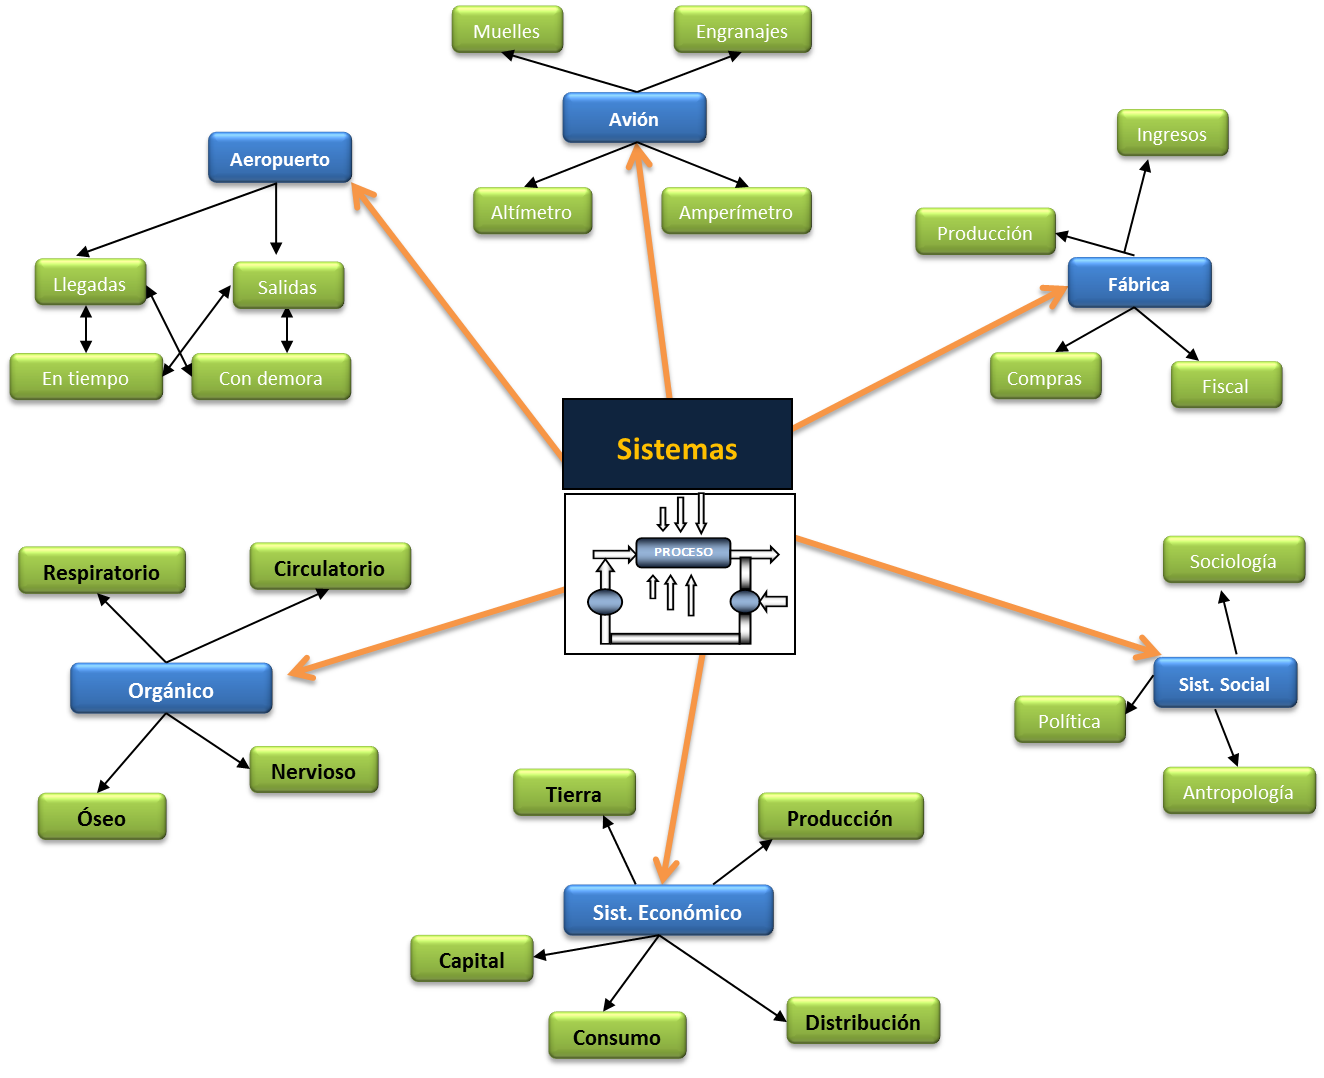 Muelles
Engranajes
Avión
Altímetro
Amperímetro
Aeropuerto
Llegadas
Salidas
En tiempo
Con demora
Ingresos
Producción
Fábrica
Compras
Fiscal
Sistemas
PROCESO
Respiratorio
Circulatorio
Orgánico
Nervioso
Óseo
Sociología
Sist. Social
Política
Antropología
Tierra
Producción
Sist. Económico
Capital
Consumo
Distribución